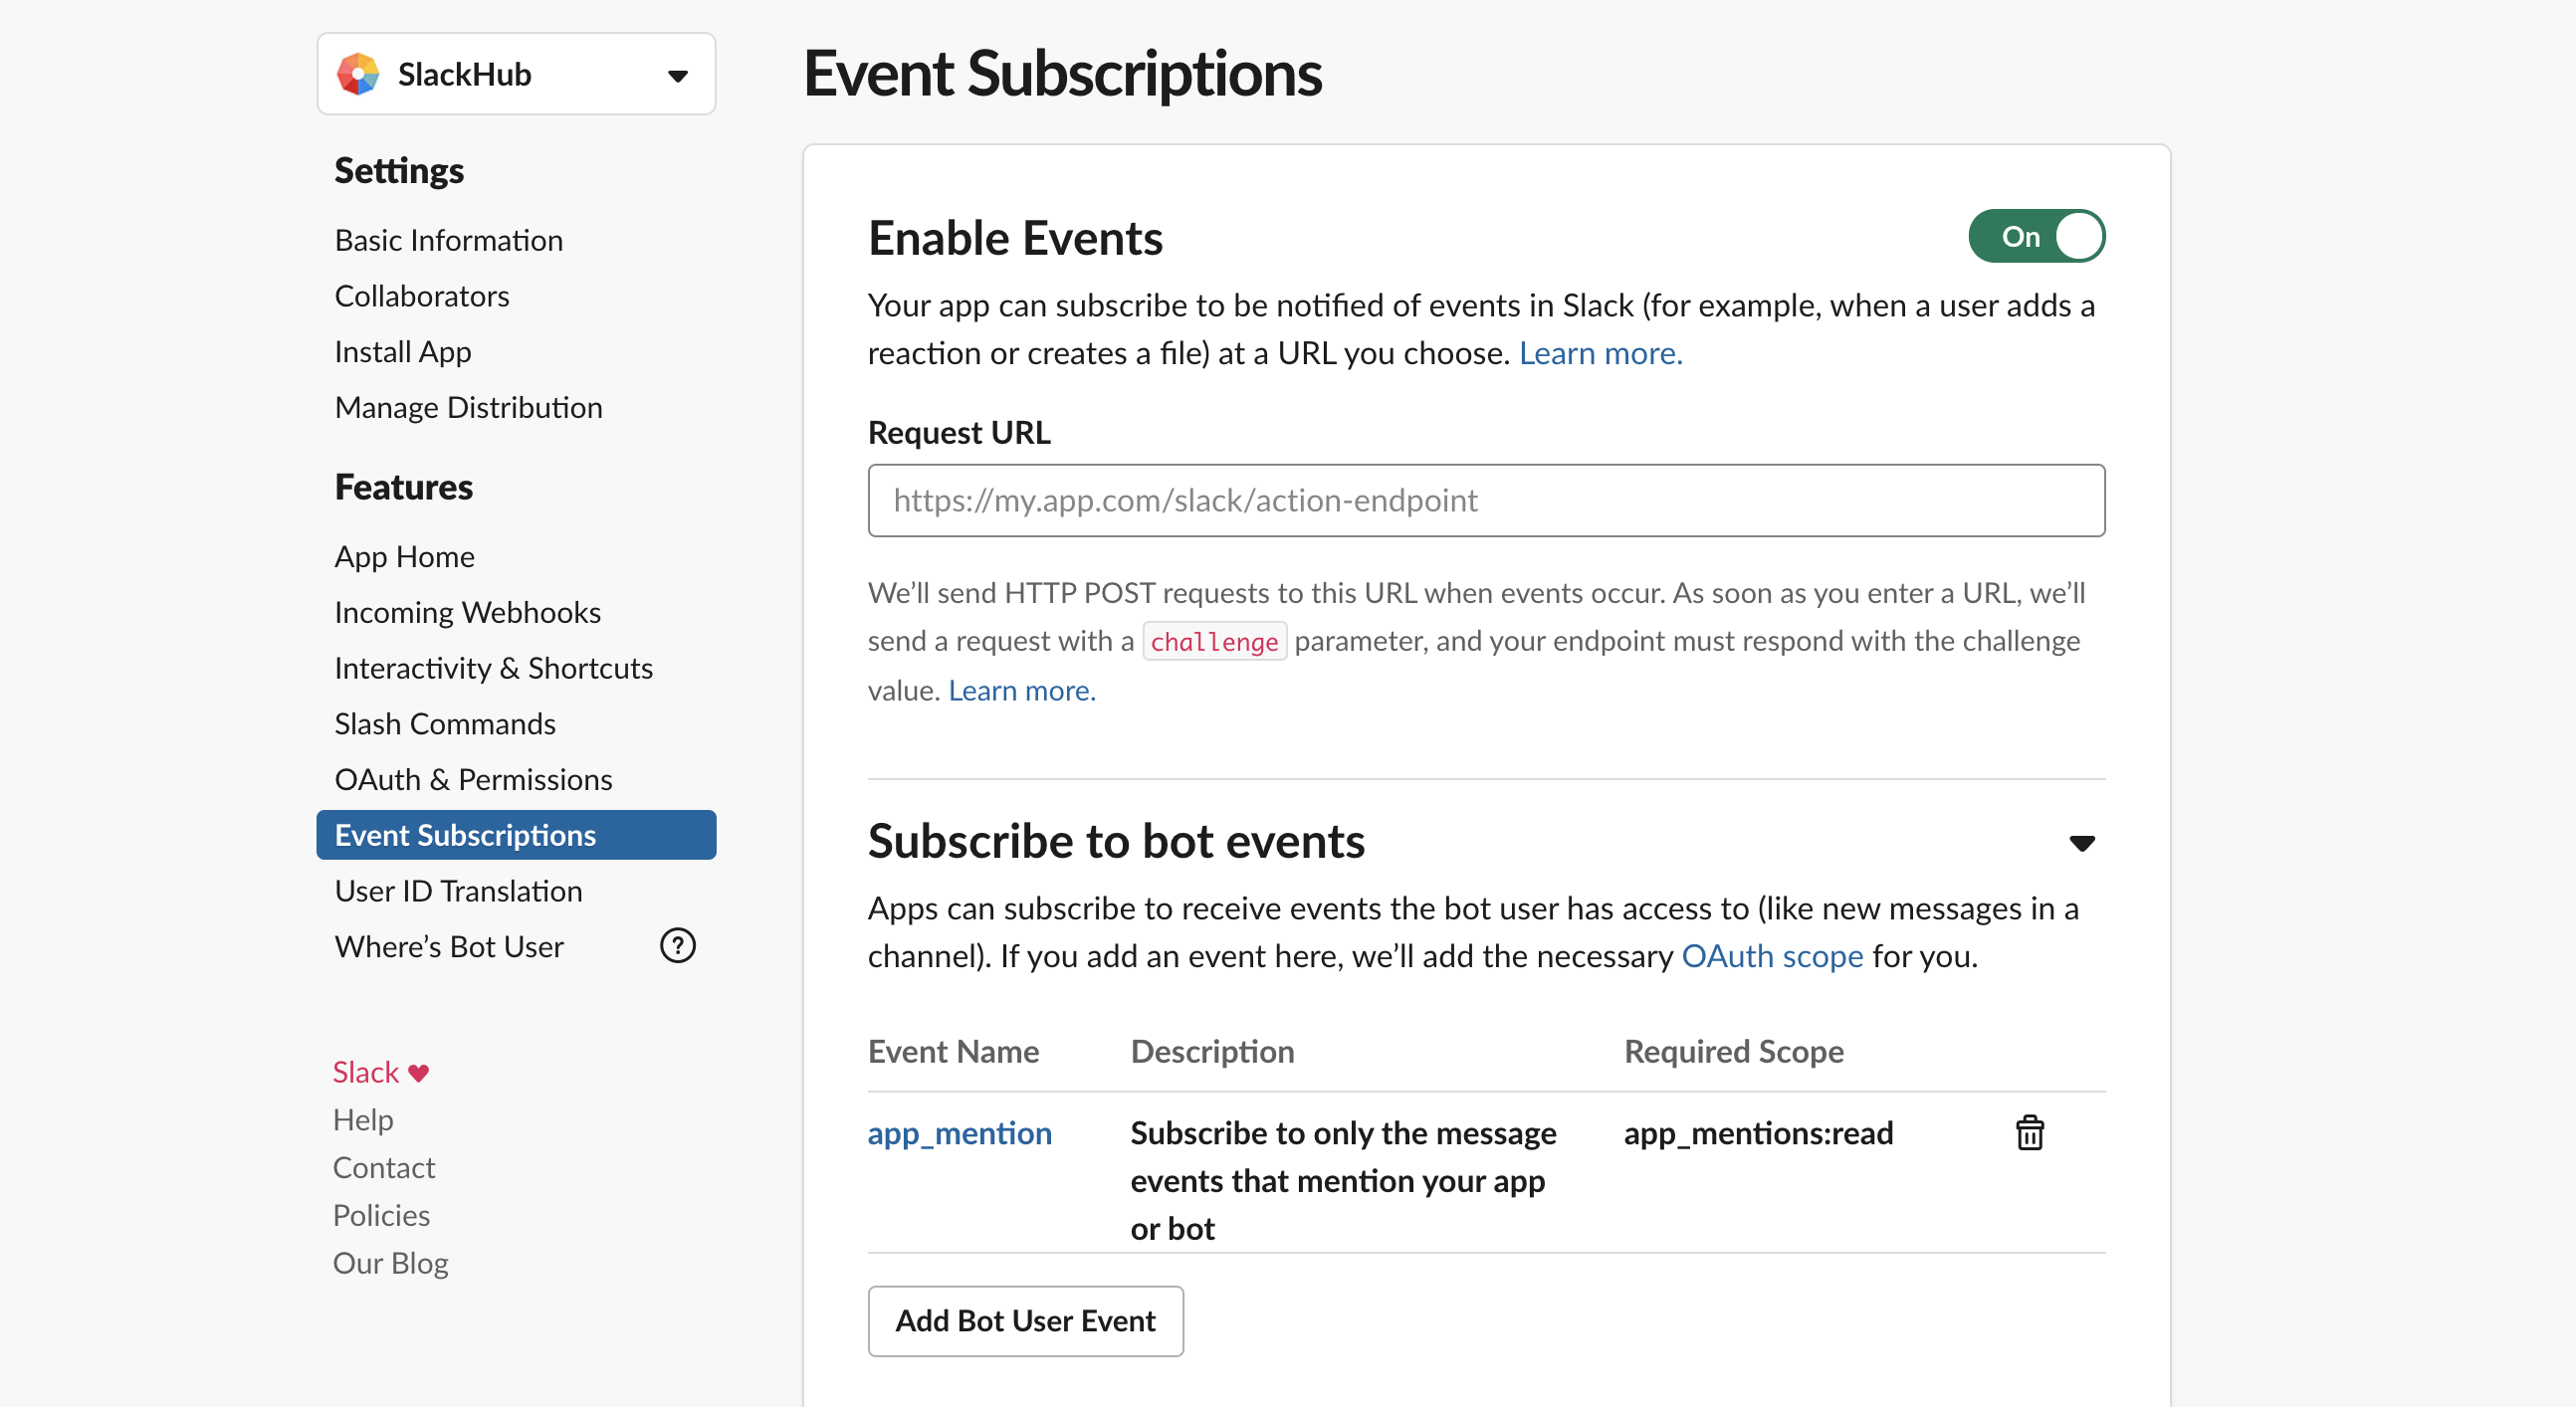 SlackHub
Settings
Basic Information
Collaborators
Install App
Manage Distribution
Features
App Home
Incoming Webhooks
Interactivity & Shortcuts
Slash Commands
OAuth & Permissions
Event Subscriptions
User ID Translation
Where’s Bot User
?
Slack ♥
Help
Contact
Policies
Our Blog
Event Subscriptions
Enable Events
On
Your app can subscribe to be notified of events in Slack (for example, when a user adds a
reaction or creates a file) at a URL you choose. Learn more.
Request URL
https://my.app.com/slack/action-endpoint
We’ll send HTTP POST requests to this URL when events occur. As soon as you enter a URL, we’ll
send a request with a challenge parameter, and your endpoint must respond with the challenge
value. Learn more.
Subscribe to bot events
Apps can subscribe to receive events the bot user has access to (like new messages in a
channel). If you add an event here, we’ll add the necessary OAuth scope for you.
Event Name Description Required Scope
app_mention Subscribe to only the message app_mentions:read
events that mention your app
or bot
Add Bot User Event